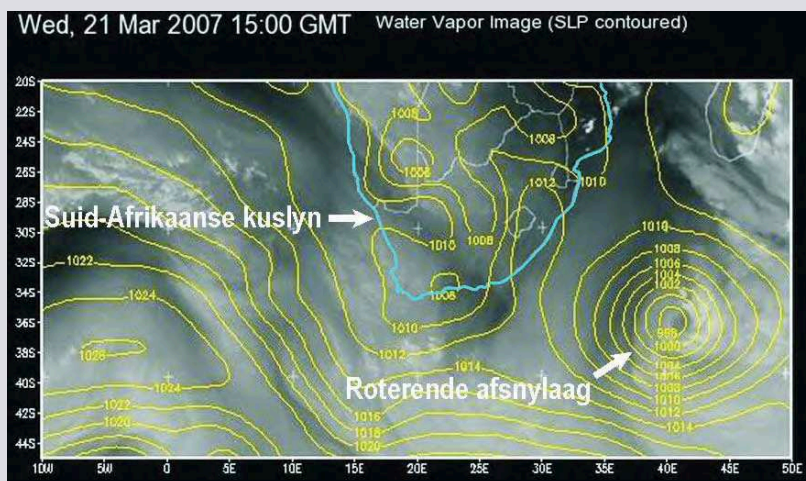 Wed, 21 Mar 2007 15:00 GMT Water Vapor Image (SLP contoured)
20S
22S
1008 1008
24S
1006
26S 1012 1010
28S
Suid-Afrikaanse kuslyn 1010
30S 1010 1008 1008
1006
32S 1022 1004
1002
34S 1024 1008
1010 998
38S 1026 1012 1000
1014 1004
40S 1024 Roterende afsnylaag 1008
1010
42S 1022 1016 1012
1020 1018 1014
44S 1020
10W 5W 0 5E 10E 15E 20E 25E 30E 35E 40E 45E 50E